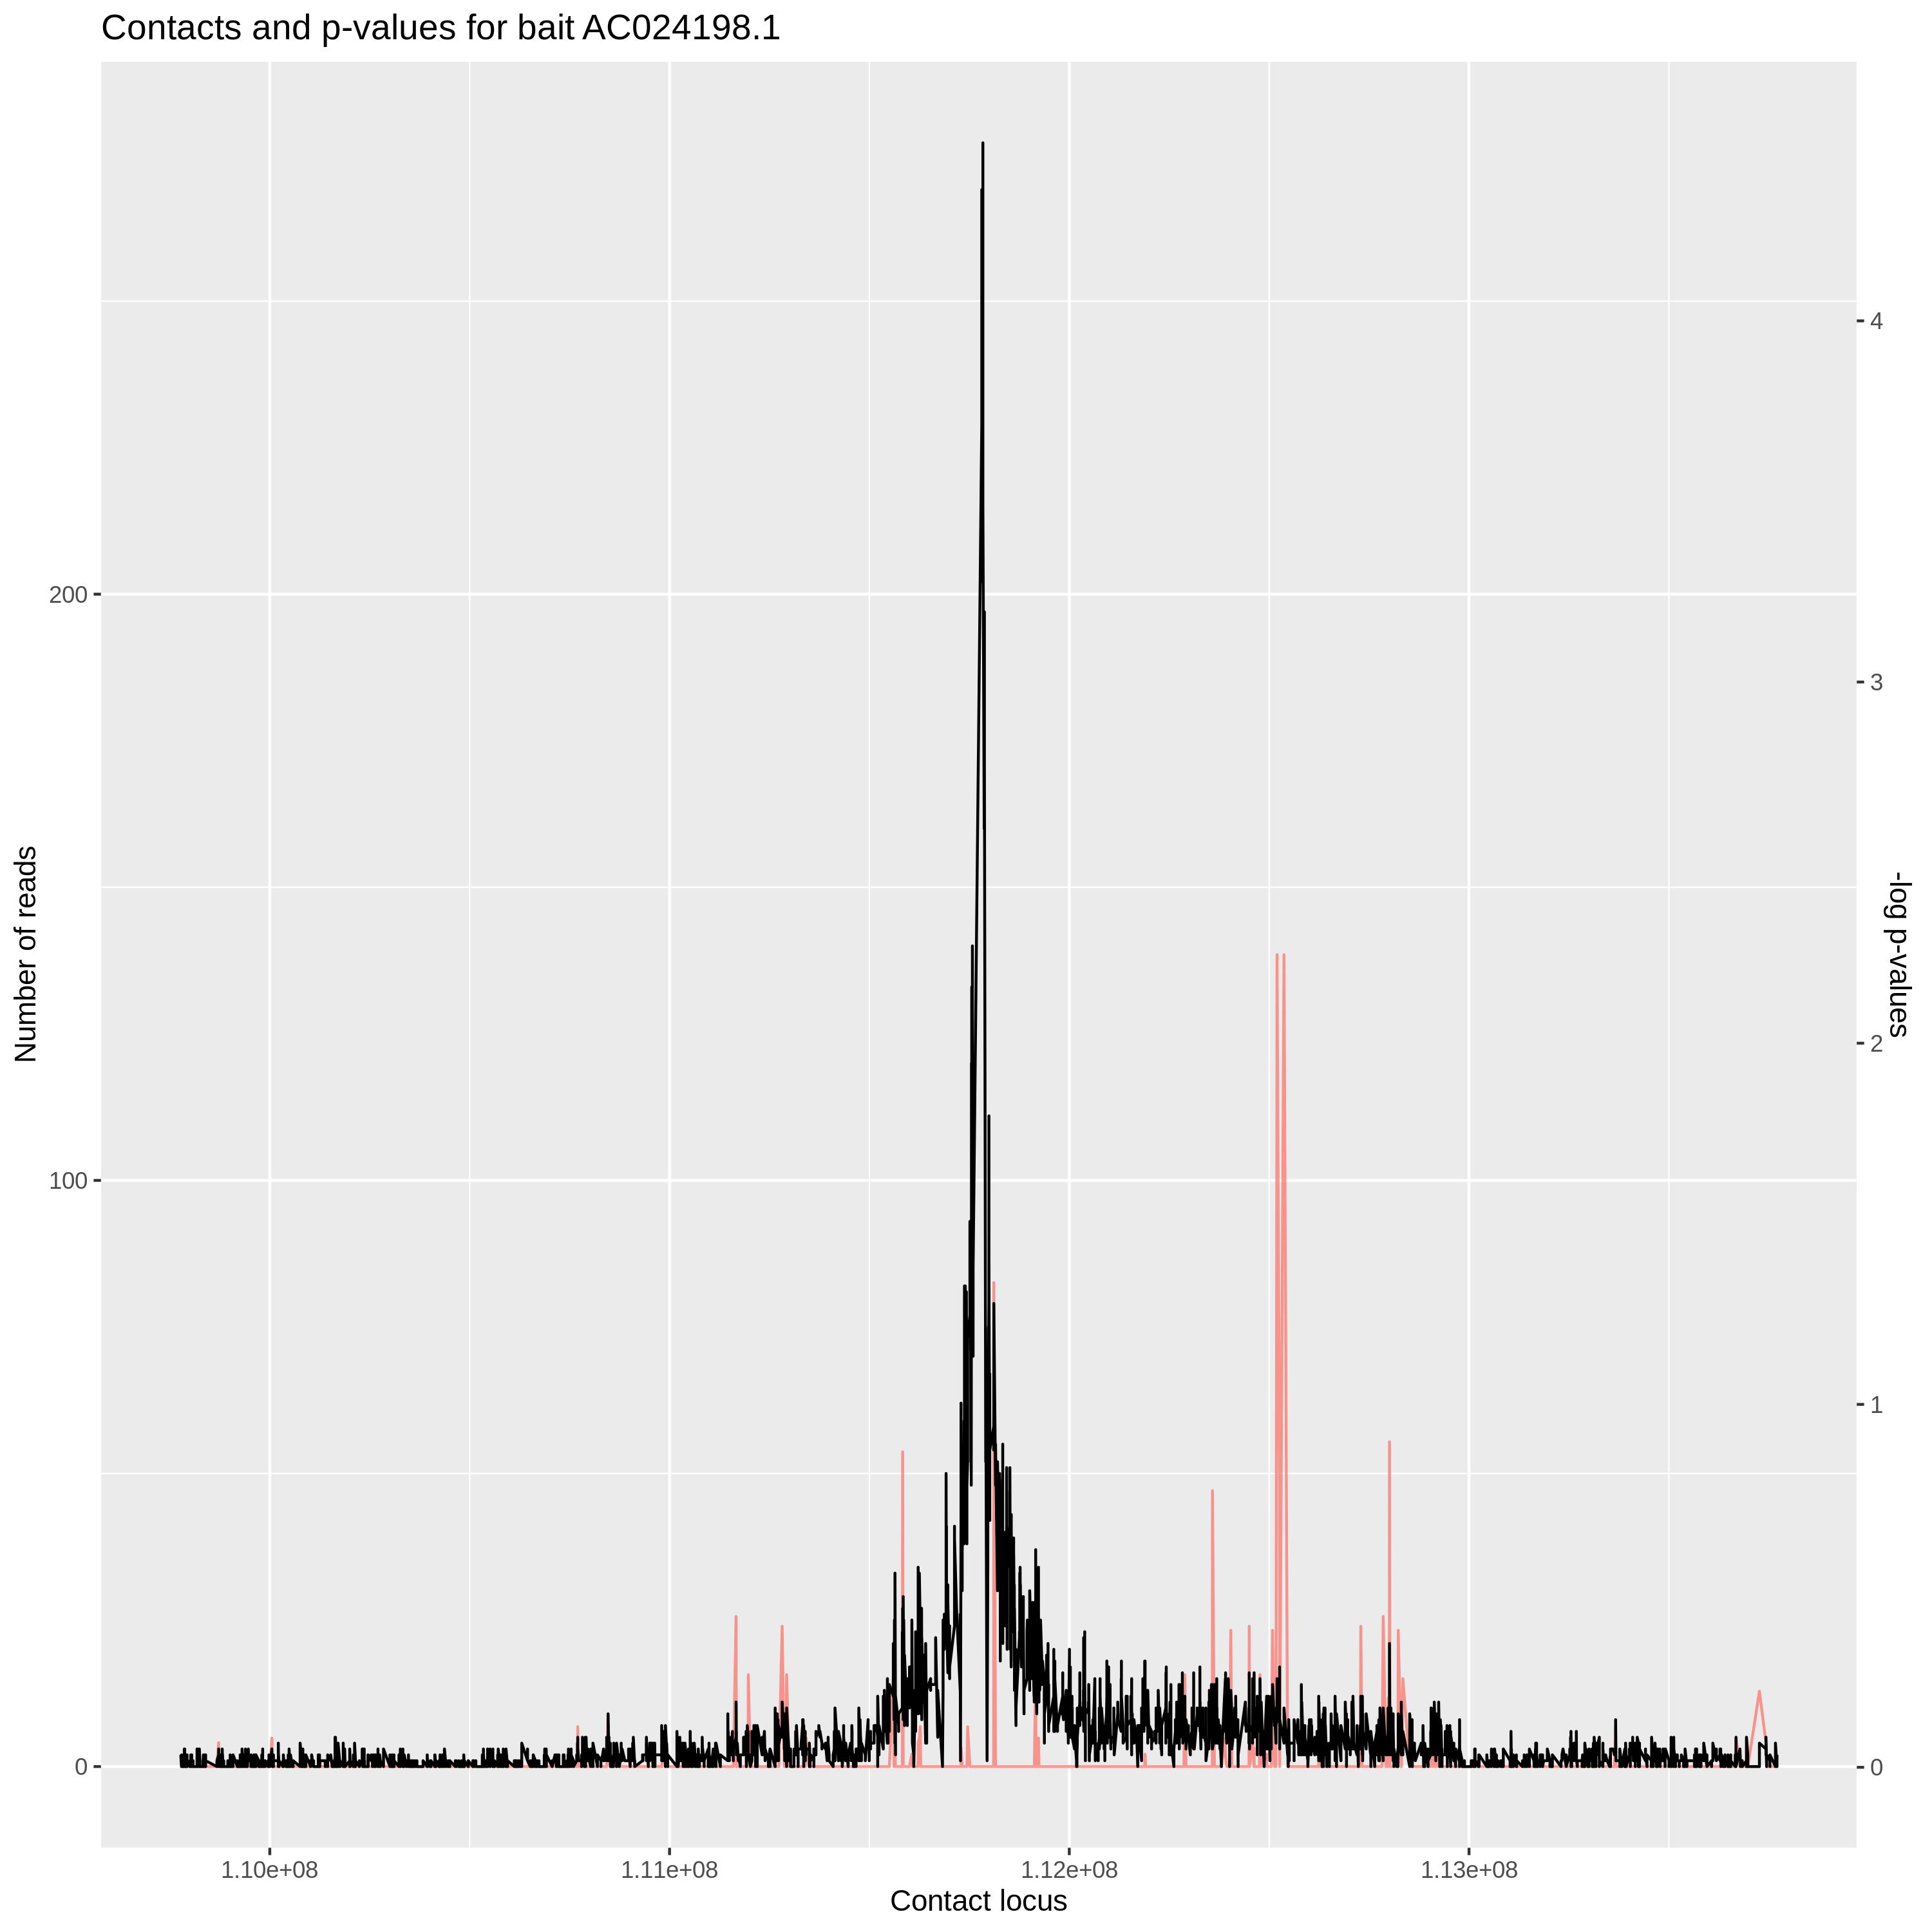 Contacts and p-values for bait AC024198.1
Number of reads
200
100
0
4
3
2
1
0
-log p-values
1.10e+08
1.11e+08
1.12e+08
1.13e+08
Contact locus